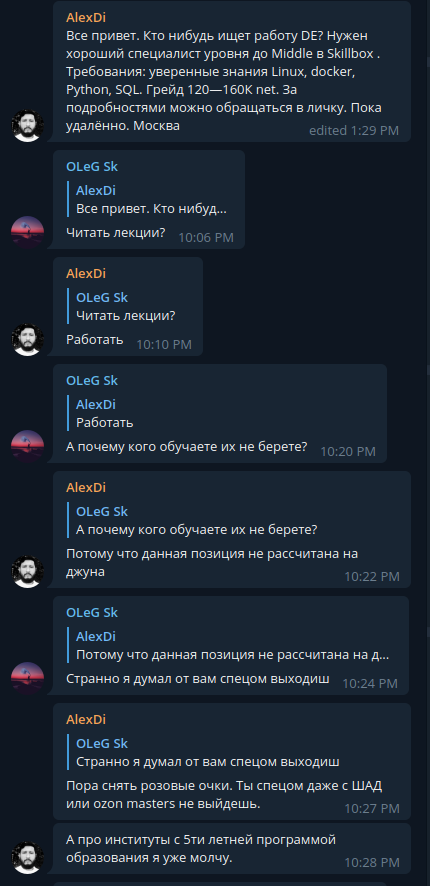 AlexDi
Все привет. Кто нибудь ищет работу DE? Нужен
хороший специалист уровня до Middle в Skillbox .
Требования: уверенные знания Linux, docker,
Python, SQL. Грейд 120—160К net. За
подробностями можно обращаться в личку. Пока
удалённо. Москва
edited 1:29 PM
OLeG Sk
AlexDi
Все привет. Кто нибуд...
Читать лекции?
10:06 PM
AlexDi
OLeG Sk
Читать лекции?
Работать
10:10 PM
OLeG Sk
AlexDi
Работать
А почему кого обучаете их не берете?
10:20 PM
AlexDi
OLeG Sk
А почему кого обучаете их не берете?
Потому что данная позиция не рассчитана на
джуна
10:22 PM
OLeG Sk
AlexDi
Потому что данная позиция не рассчитана на д...
Странно я думал от вам спецом выходиш
10:24 PM
AlexDi
OLeG Sk
Странно я думал от вам спецом выходиш
Пора снять розовые очки. Ты спецом даже с ШАД
или ozon masters не выйдешь.
10:27 PM
А про институты с 5ти летней программой
образования я уже молчу.
10:28 PM